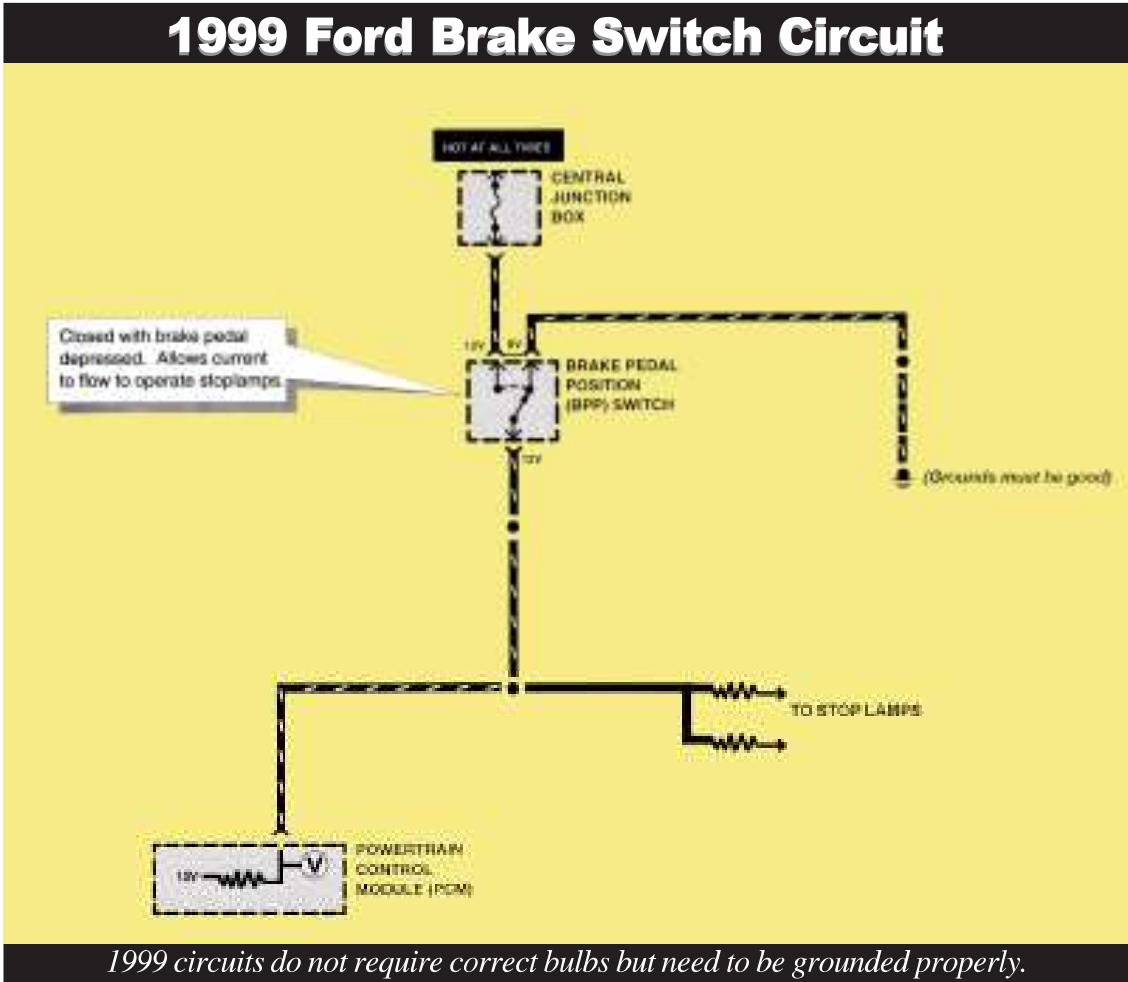 1999 Ford Brake Switch Circuit
HOT AT ALL TIMES
CENTRAL
JUNCTION
BOX
Closed with brake pedal
depressed. Allows current
to flow to operate stoplamps.
12V
BRAKE PEDAL
POSITION
(BPP) SWITCH
12V
(Grounds must be good)
TO STOP LAMPS
POWERTRAIN
CONTROL
MODULE (PCM)
12V
V
1999 circuits do not require correct bulbs but need to be grounded properly.